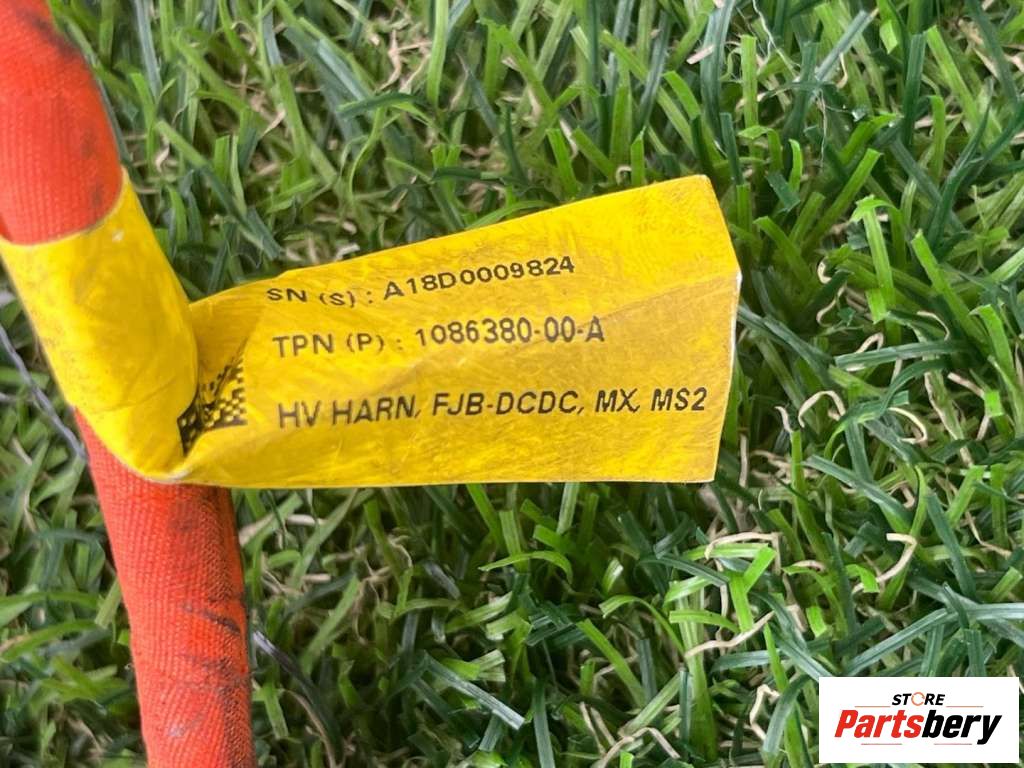 SN (S) : A18D0009824
TPN (P) : 1086380-00-A
HV HARN, FJB-DCDC, MX, MS2
STORE
Partsbery